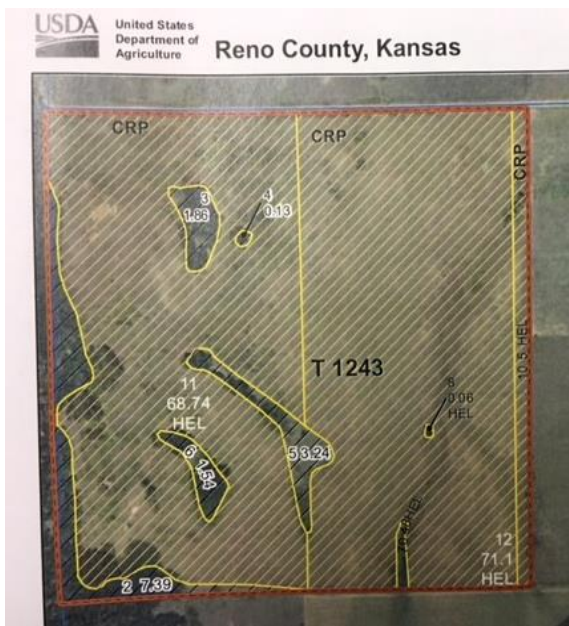 USDA
United States
Department of
Agriculture
Reno County, Kansas
CRP
CRP
CRP
3
1.86
4
0.13
10.5 HEL
T 1243
11
68.74
HEL
8
0.06
HEL
5 3.24
6 1.54
HEL
12
71.1
HEL
2 7.39